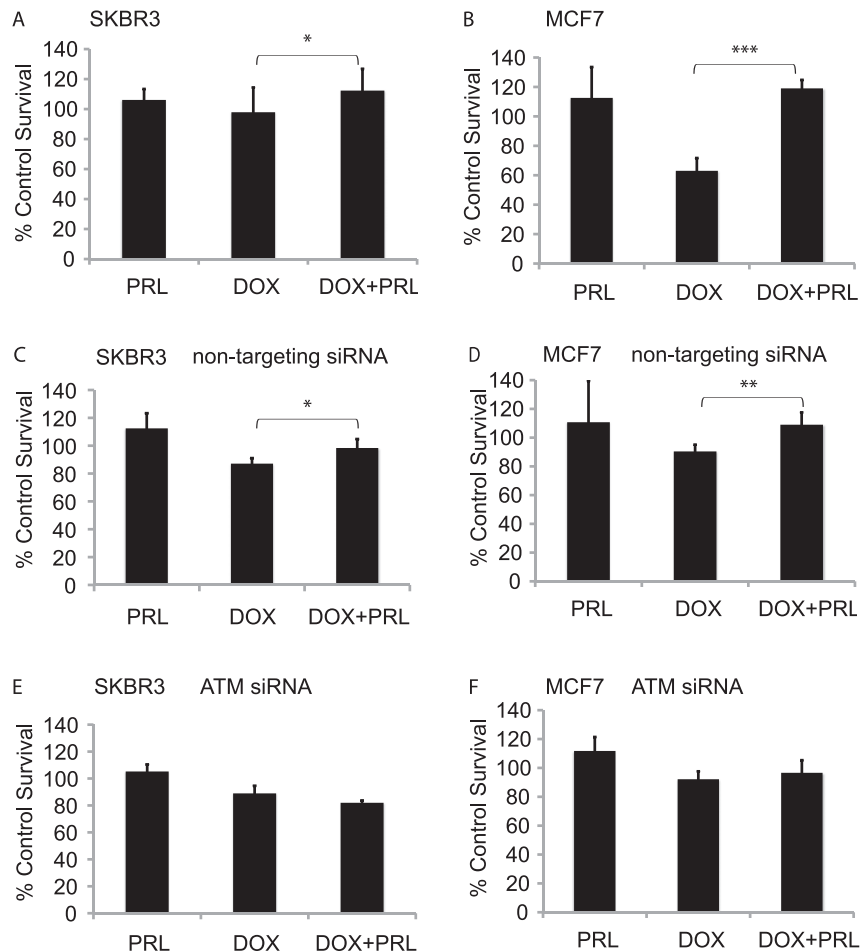 A SKBR3
% Control Survival
140
120
100
80
60
40
20
0
*
PRL DOX DOX+PRL
B MCF7
% Control Survival
140
120
100
80
60
40
20
0
***
PRL DOX DOX+PRL
C SKBR3 non-targeting siRNA
% Control Survival
140
120
100
80
60
40
20
0
*
PRL DOX DOX+PRL
D MCF7 non-targeting siRNA
% Control Survival
140
120
100
80
60
40
20
0
**
PRL DOX DOX+PRL
E SKBR3 ATM siRNA
% Control Survival
140
120
100
80
60
40
20
0
PRL DOX DOX+PRL
F MCF7 ATM siRNA
% Control Survival
140
120
100
80
60
40
20
0
PRL DOX DOX+PRL